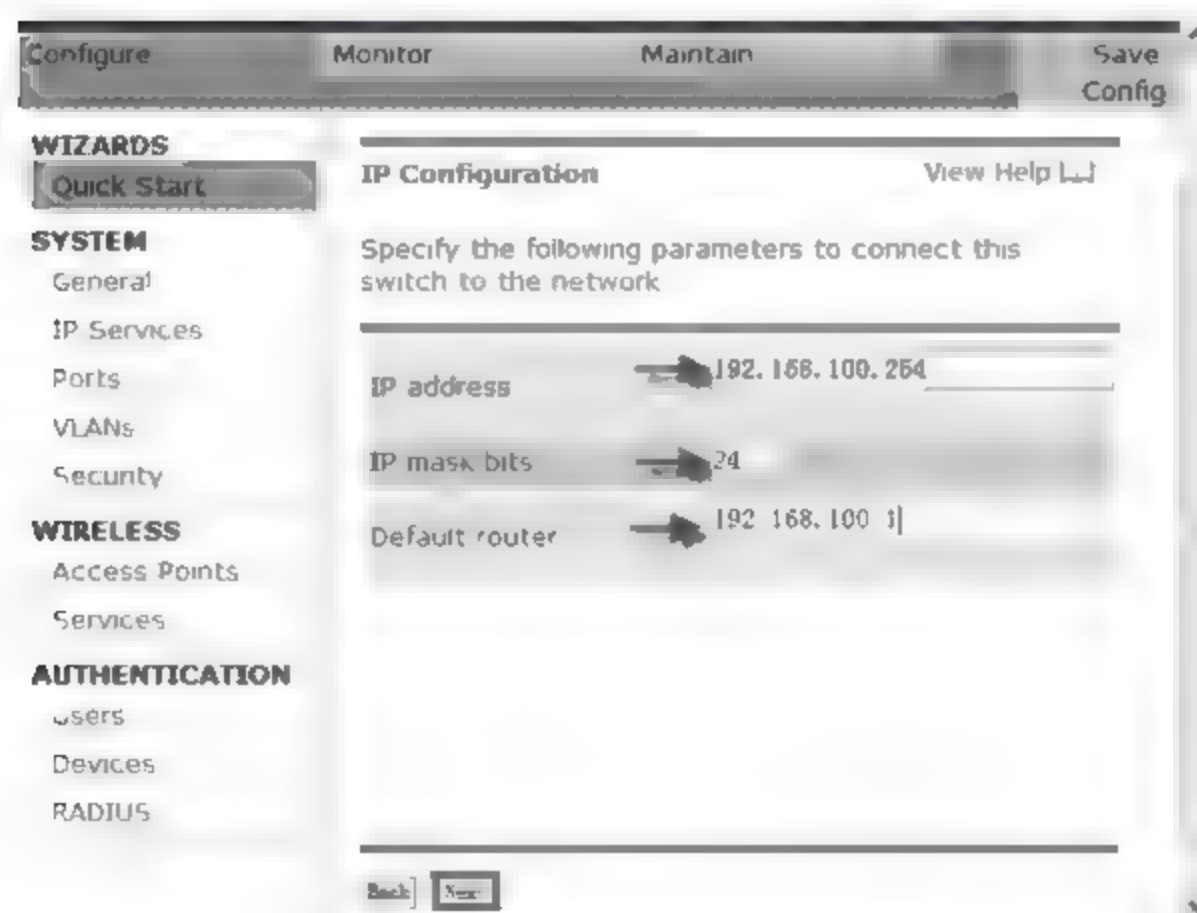 Configure Monitor Maintain Save Config
WIZARDS
Quick Start
SYSTEM
General
IP Services
Ports
VLANs
Security
WIRELESS
Access Points
Services
AUTHENTICATION
Users
Devices
RADIUS
IP Configuration View Help [...]
Specify the following parameters to connect this
switch to the network
IP address 192.168.100.254
IP mask bits 24
Default router 192 168.100 1
Back Next